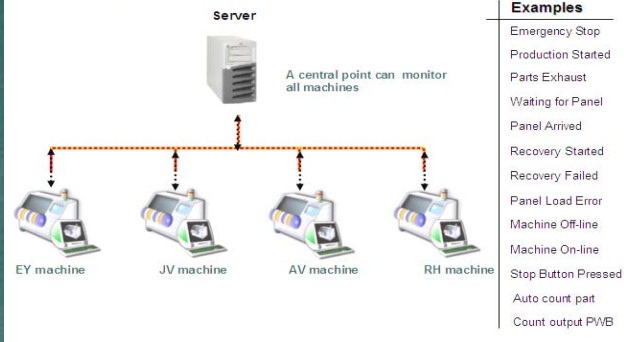 Server
A central point can monitor
all machines
EY machine
JV machine
AV machine
RH machine
Examples
Emergency Stop
Production Started
Parts Exhaust
Waiting for Panel
Panel Arrived
Recovery Started
Recovery Failed
Panel Load Error
Machine Off-line
Machine On-line
Stop Button Pressed
Auto count part
Count output PWB